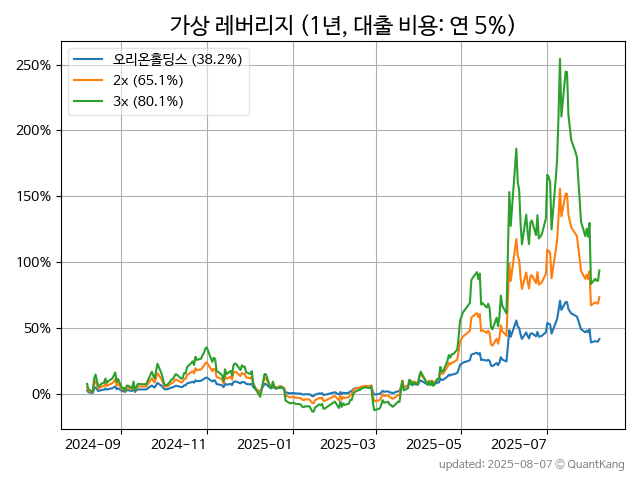 가상 레버리지 (1년, 대출 비용: 연 5%)
오리온홀딩스 (38.2%)
2x (65.1%)
3x (80.1%)
250%
200%
150%
100%
50%
0%
2024-09 2024-11 2025-01 2025-03 2025-05 2025-07
updated: 2025-08-07 © QuantKang